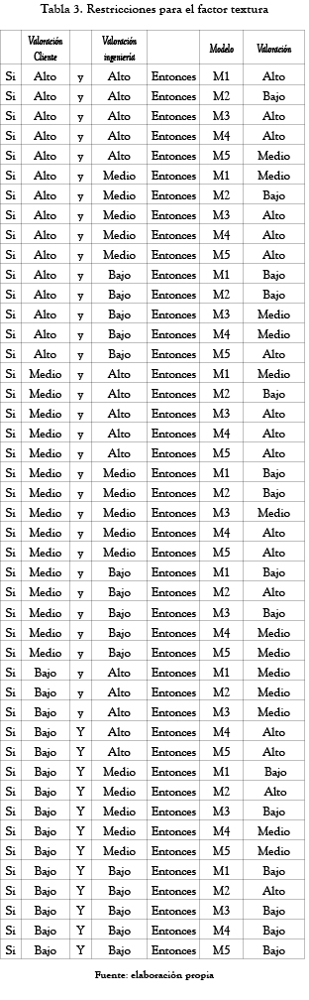 Tabla 3. Restricciones para el factor textura
Valoración Cliente Valoración ingeniería Modelo Valoración
Si Alto y Alto Entonces M1 Alto
Si Alto y Alto Entonces M2 Bajo
Si Alto y Alto Entonces M3 Alto
Si Alto y Alto Entonces M4 Alto
Si Alto y Alto Entonces M5 Medio
Si Alto y Medio Entonces M1 Medio
Si Alto y Medio Entonces M2 Bajo
Si Alto y Medio Entonces M3 Alto
Si Alto y Medio Entonces M4 Alto
Si Alto y Medio Entonces M5 Alto
Si Alto y Bajo Entonces M1 Bajo
Si Alto y Bajo Entonces M2 Bajo
Si Alto y Bajo Entonces M3 Medio
Si Alto y Bajo Entonces M4 Medio
Si Alto y Bajo Entonces M5 Alto
Si Medio y Alto Entonces M1 Medio
Si Medio y Alto Entonces M2 Bajo
Si Medio y Alto Entonces M3 Alto
Si Medio y Alto Entonces M4 Alto
Si Medio y Alto Entonces M5 Alto
Si Medio y Medio Entonces M1 Bajo
Si Medio y Medio Entonces M2 Bajo
Si Medio y Medio Entonces M3 Medio
Si Medio y Medio Entonces M4 Alto
Si Medio y Medio Entonces M5 Alto
Si Medio y Bajo Entonces M1 Bajo
Si Medio y Bajo Entonces M2 Alto
Si Medio y Bajo Entonces M3 Bajo
Si Medio y Bajo Entonces M4 Medio
Si Medio y Bajo Entonces M5 Medio
Si Bajo y Alto Entonces M1 Medio
Si Bajo y Alto Entonces M2 Medio
Si Bajo y Alto Entonces M3 Medio
Si Bajo Y Alto Entonces M4 Alto
Si Bajo Y Alto Entonces M5 Alto
Si Bajo Y Medio Entonces M1 Bajo
Si Bajo Y Medio Entonces M2 Alto
Si Bajo Y Medio Entonces M3 Bajo
Si Bajo Y Medio Entonces M4 Medio
Si Bajo Y Medio Entonces M5 Medio
Si Bajo Y Bajo Entonces M1 Bajo
Si Bajo Y Bajo Entonces M2 Alto
Si Bajo Y Bajo Entonces M3 Bajo
Si Bajo Y Bajo Entonces M4 Bajo
Si Bajo Y Bajo Entonces M5 Bajo
Fuente: elaboración propia